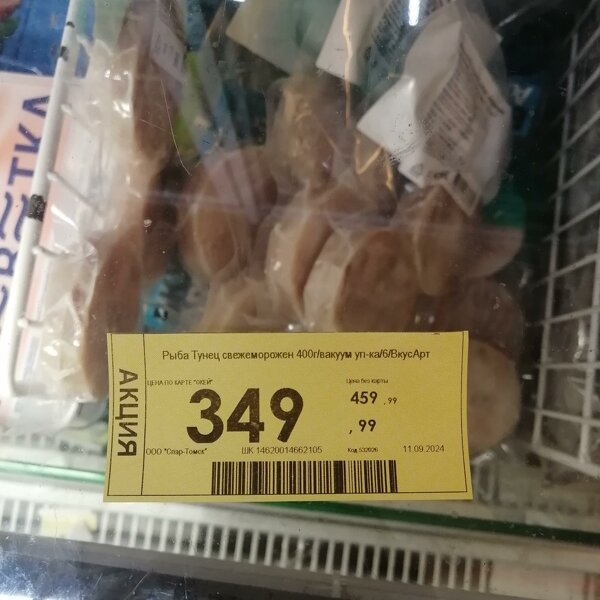 Рыба Тунец свежеморожен 400г/вакуум уп-ка/6/ВкусАрт
АКЦИЯ
ЦЕНА ПО КАРТЕ "ОКЕЙ"
Цена без карты
349
459 ,99
,99
ООО "Спар-Томск"
ШК 14620014662105
Код 532026
11.09.2024